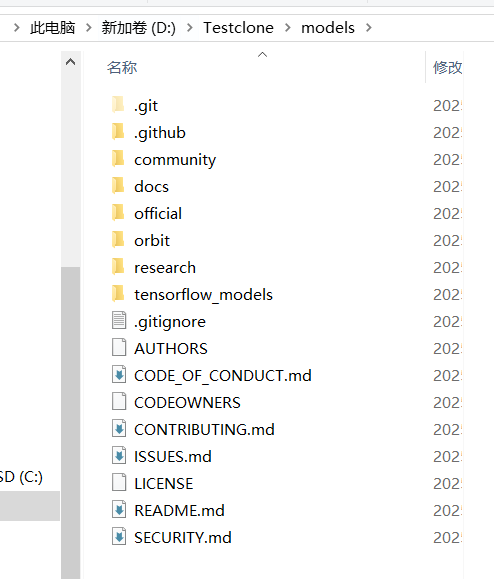 此电脑 > 新加卷 (D:) > Testclone > models >
名称 修改
.git 202
.github 202
community 202
docs 202
official 202
orbit 202
research 202
tensorflow_models 202
.gitignore 202
AUTHORS 202
CODE_OF_CONDUCT.md 202
CODEOWNERS 202
CONTRIBUTING.md 202
ISSUES.md 202
SD (C:)
LICENSE 202
README.md 202
SECURITY.md 202